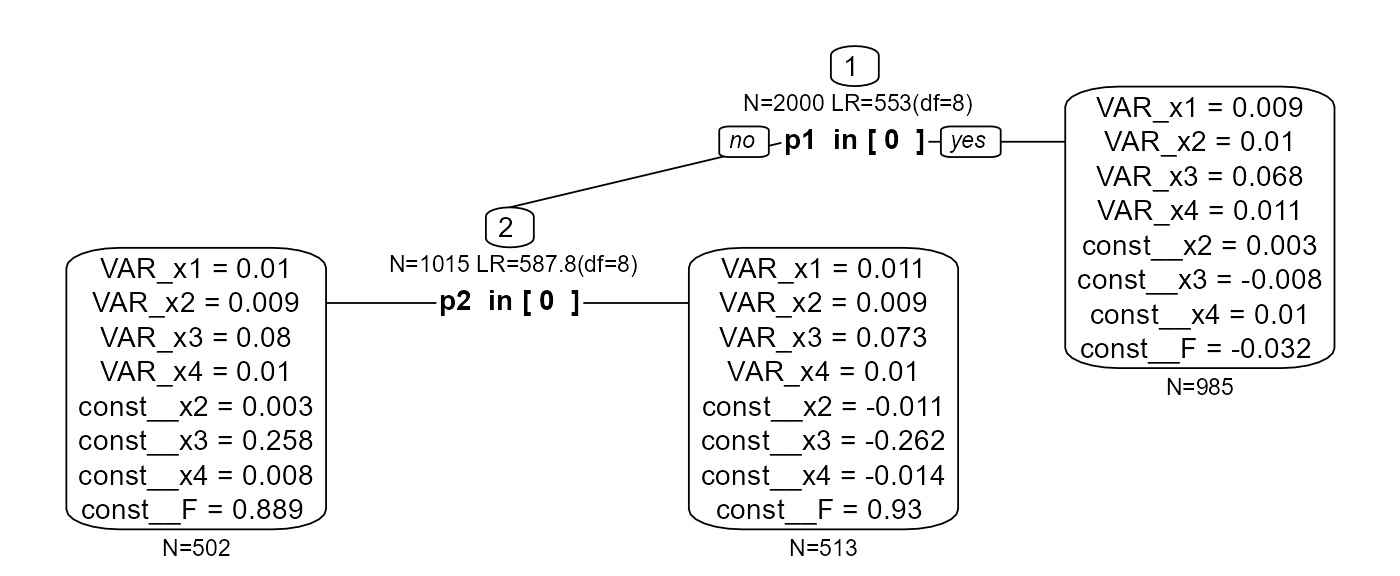 1
N=2000 LR=553(df=8)
no
p1 in [ 0 ]
yes
VAR_x1 = 0.009
VAR_x2 = 0.01
VAR_x3 = 0.068
VAR_x4 = 0.011
const__x2 = 0.003
const__x3 = -0.008
const__x4 = 0.01
const__F = -0.032
N=985
2
N=1015 LR=587.8(df=8)
p2 in [ 0 ]
VAR_x1 = 0.01
VAR_x2 = 0.009
VAR_x3 = 0.08
VAR_x4 = 0.01
const__x2 = 0.003
const__x3 = 0.258
const__x4 = 0.008
const__F = 0.889
N=502
VAR_x1 = 0.011
VAR_x2 = 0.009
VAR_x3 = 0.073
VAR_x4 = 0.01
const__x2 = -0.011
const__x3 = -0.262
const__x4 = -0.014
const__F = 0.93
N=513